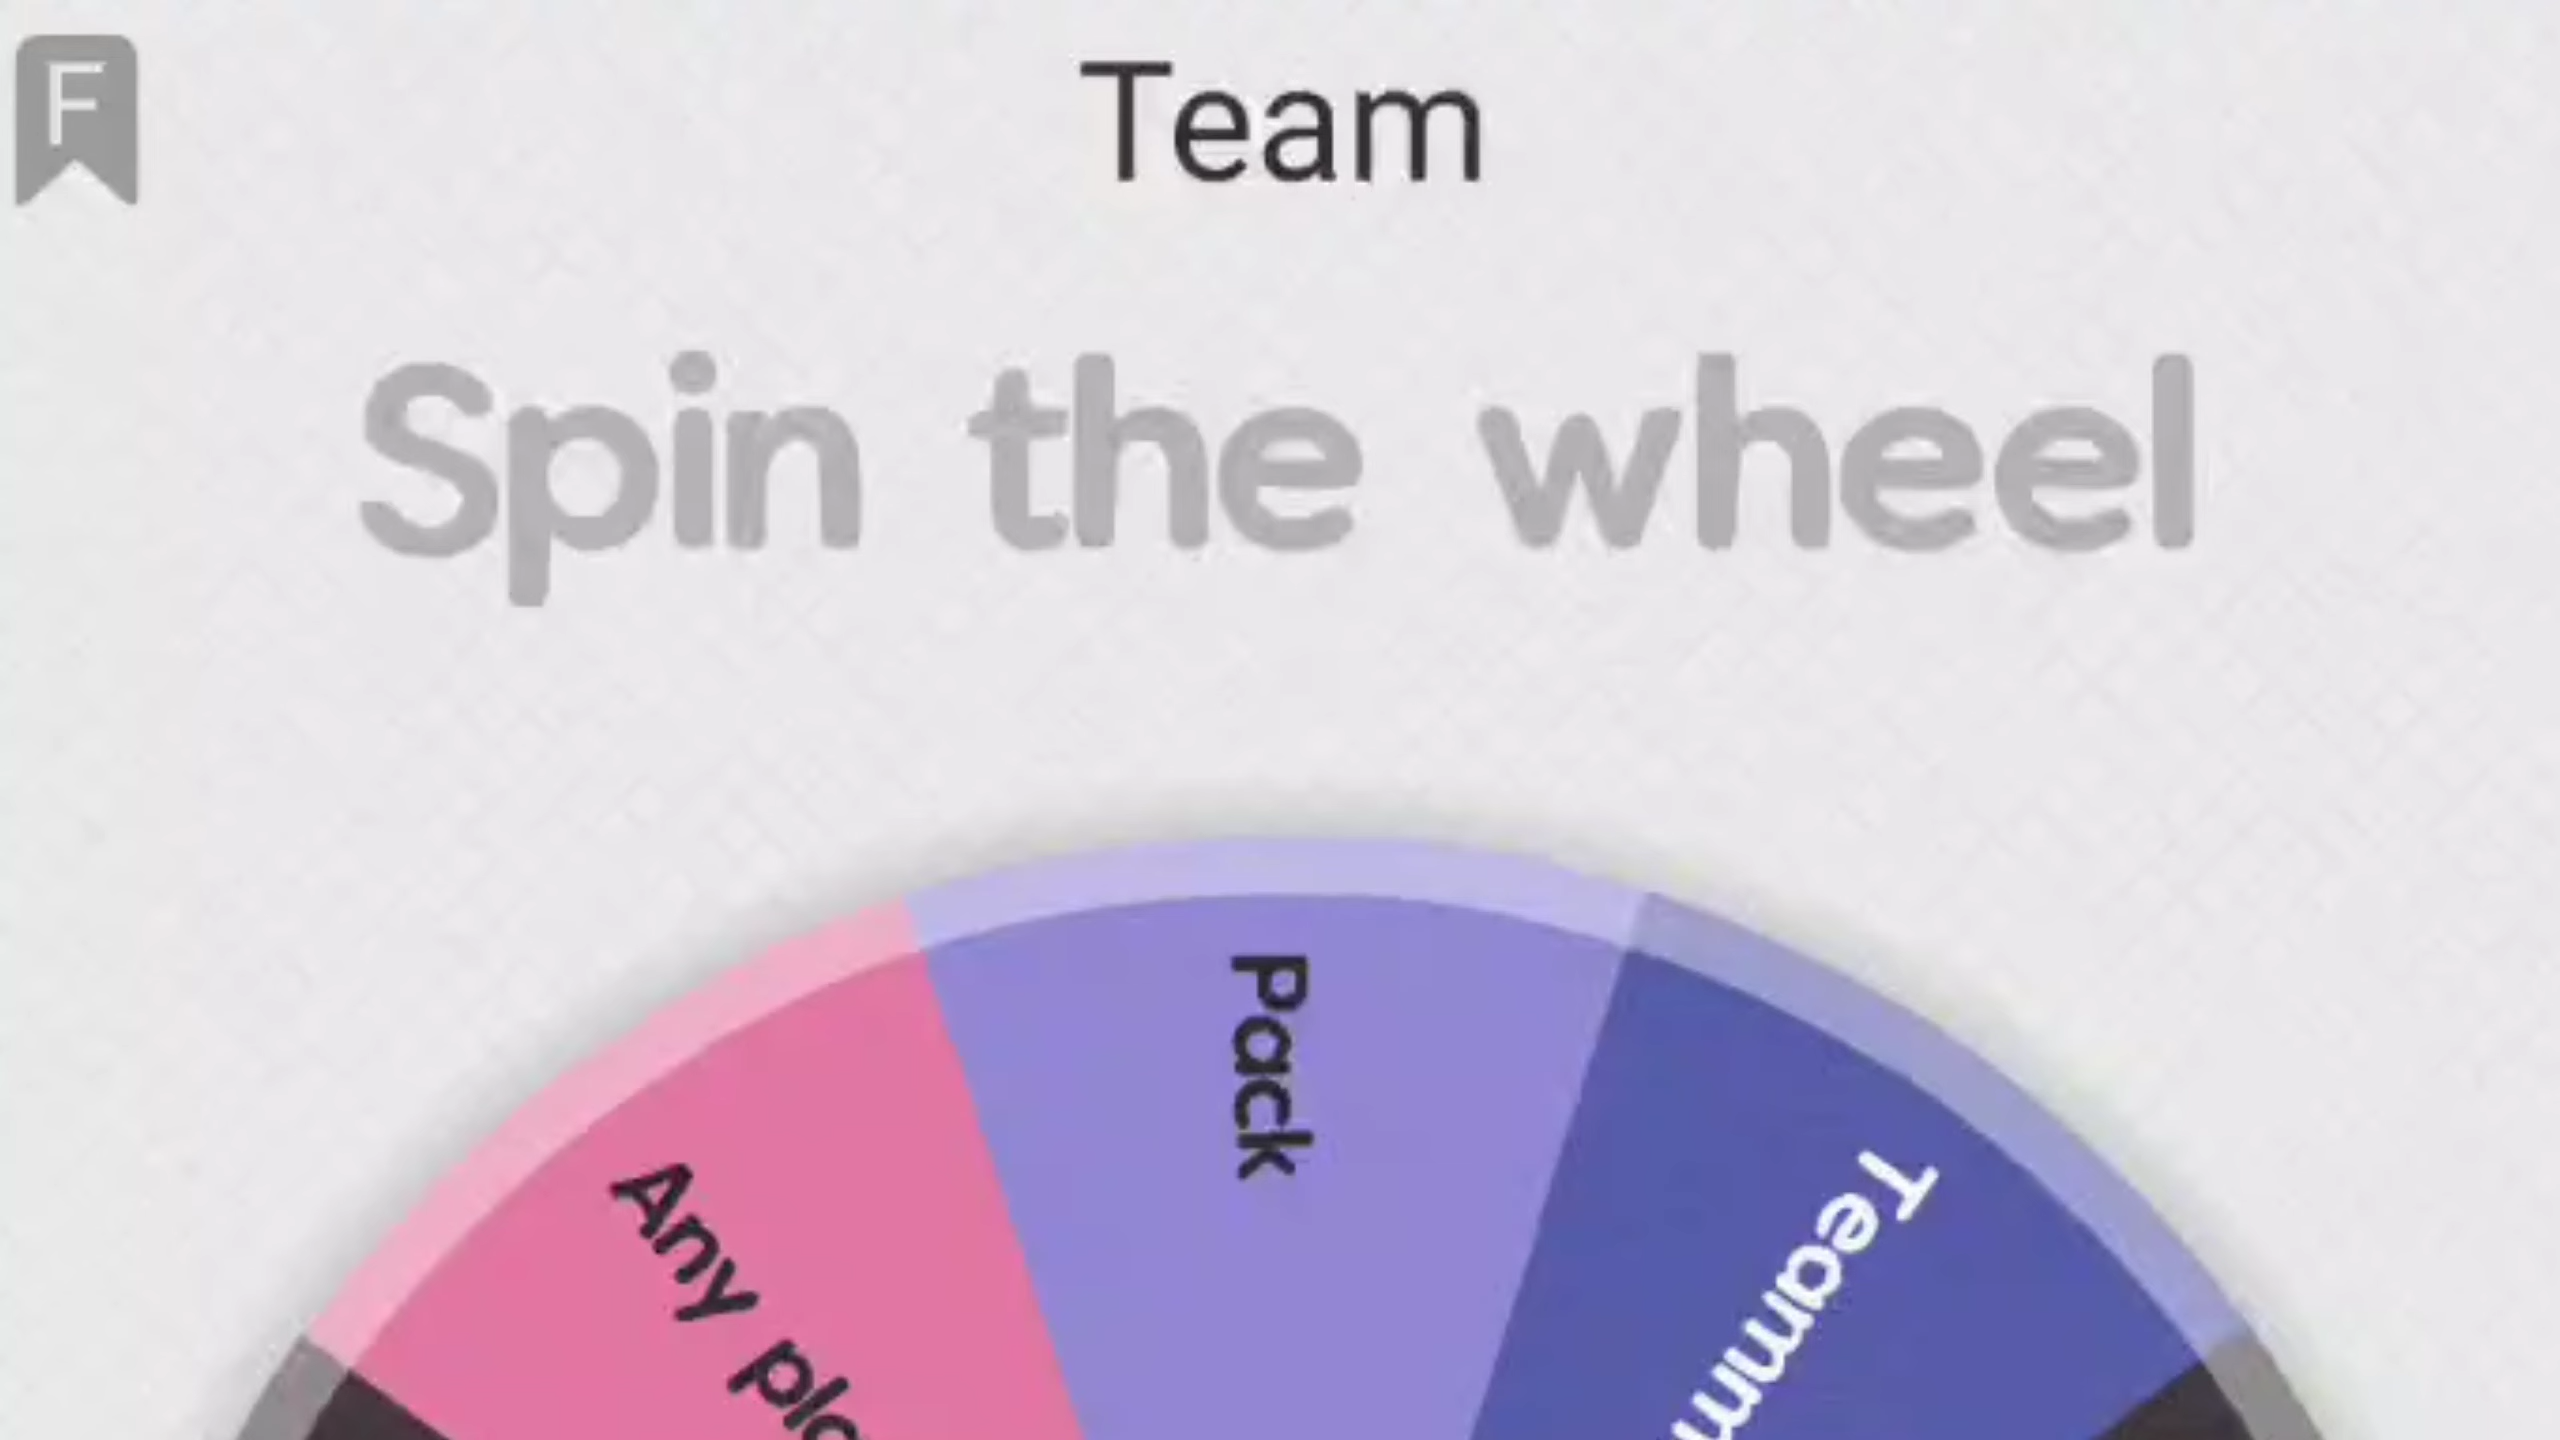 F
Team
Spin the wheel
Pack
Any